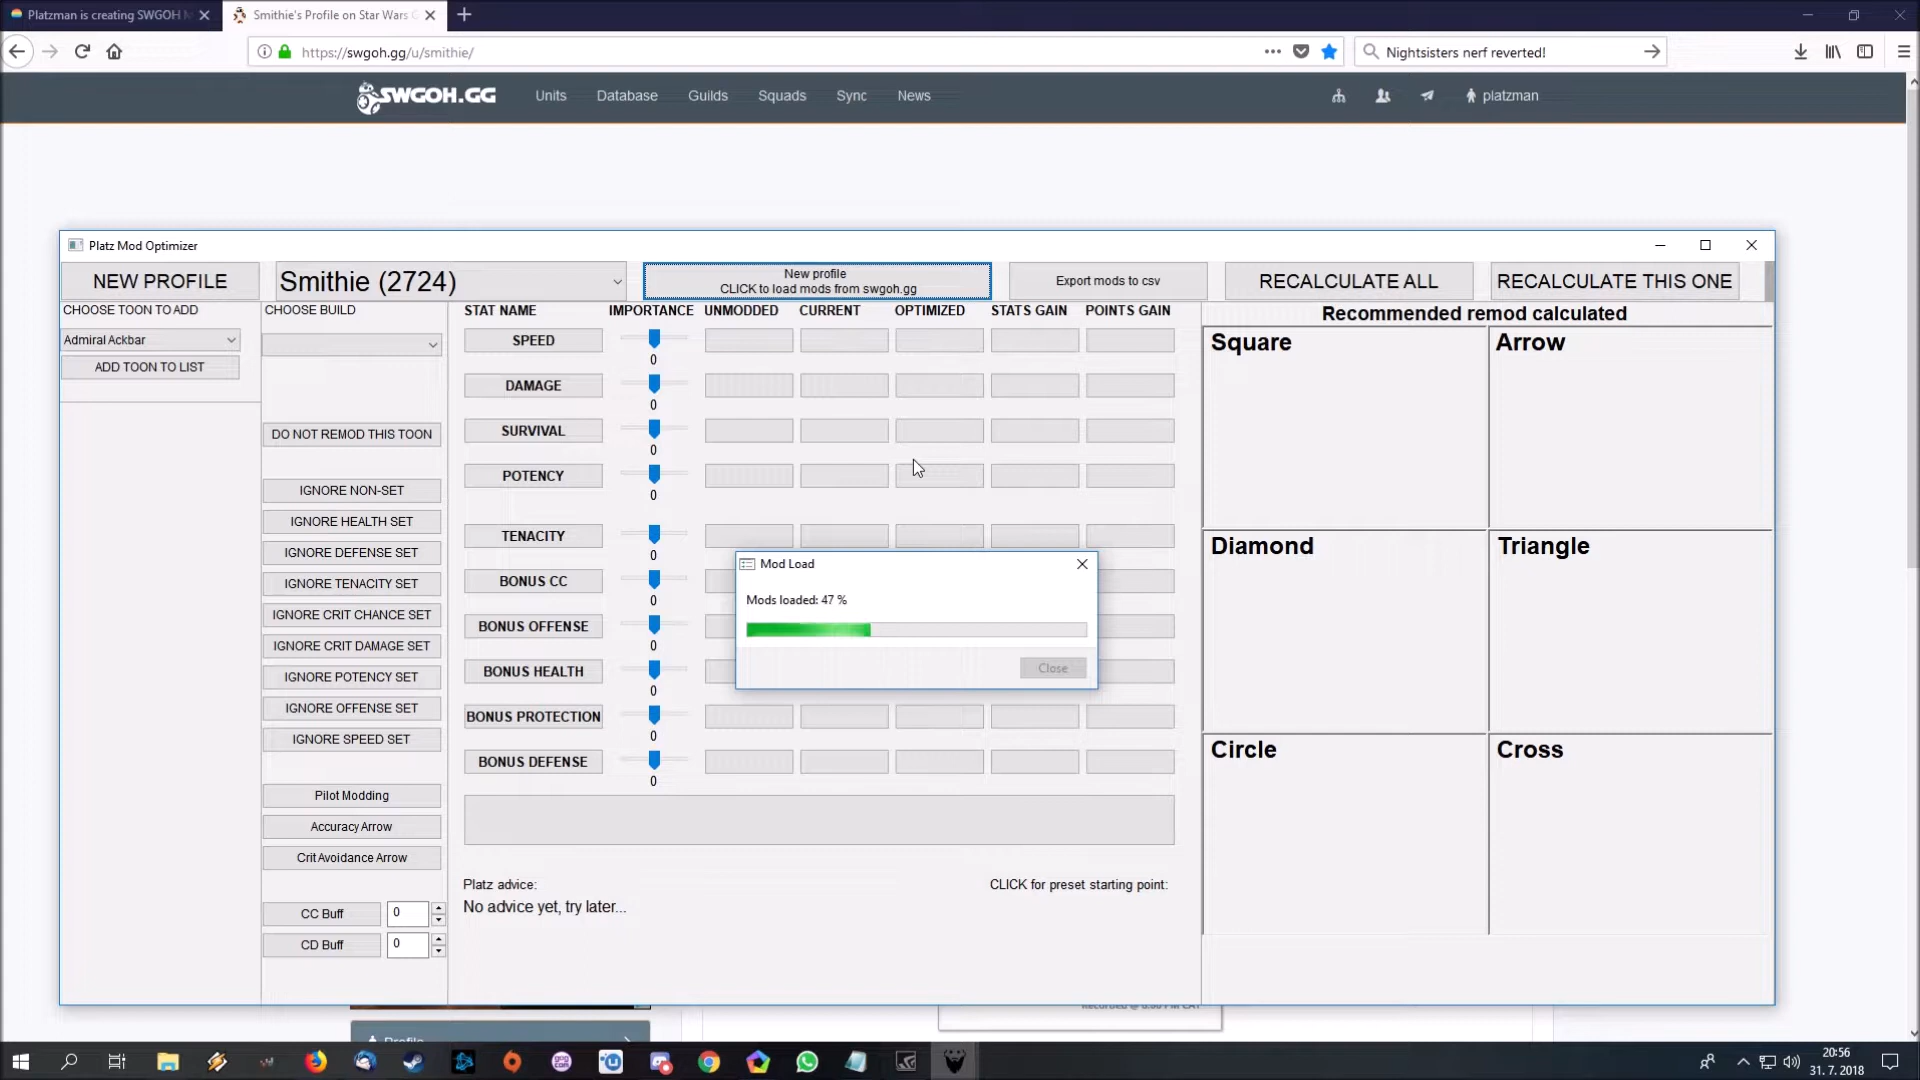 Platzman is creating SWGOH
Smithie's Profile on Star Wars
https://swgoh.gg/u/smithie/
Nightsisters nerf reverted!
SWGOH.GG
Units
Database
Guilds
Squads
Sync
News
platzman
Platz Mod Optimizer
NEW PROFILE
Smithie (2724)
New profile
CLICK to load mods from swgoh.gg
Export mods to csv
RECALCULATE ALL
RECALCULATE THIS ONE
CHOOSE TOON TO ADD
CHOOSE BUILD
STAT NAME
IMPORTANCE
UNMODDED
CURRENT
OPTIMIZED
STATS GAIN
POINTS GAIN
Recommended remod calculated
Admiral Ackbar
ADD TOON TO LIST
DO NOT REMOD THIS TOON
IGNORE NON-SET
IGNORE HEALTH SET
IGNORE DEFENSE SET
IGNORE TENACITY SET
IGNORE CRIT CHANCE SET
IGNORE CRIT DAMAGE SET
IGNORE POTENCY SET
IGNORE OFFENSE SET
IGNORE SPEED SET
Pilot Modding
Accuracy Arrow
Crit Avoidance Arrow
CC Buff
0
CD Buff
0
SPEED
0
DAMAGE
0
SURVIVAL
0
POTENCY
0
TENACITY
0
BONUS CC
0
BONUS OFFENSE
0
BONUS HEALTH
0
BONUS PROTECTION
0
BONUS DEFENSE
0
Mod Load
Mods loaded: 47 %
Close
Platz advice:
No advice yet, try later...
CLICK for preset starting point:
Square
Arrow
Diamond
Triangle
Circle
Cross
Profile
20:56
31. 7. 2018